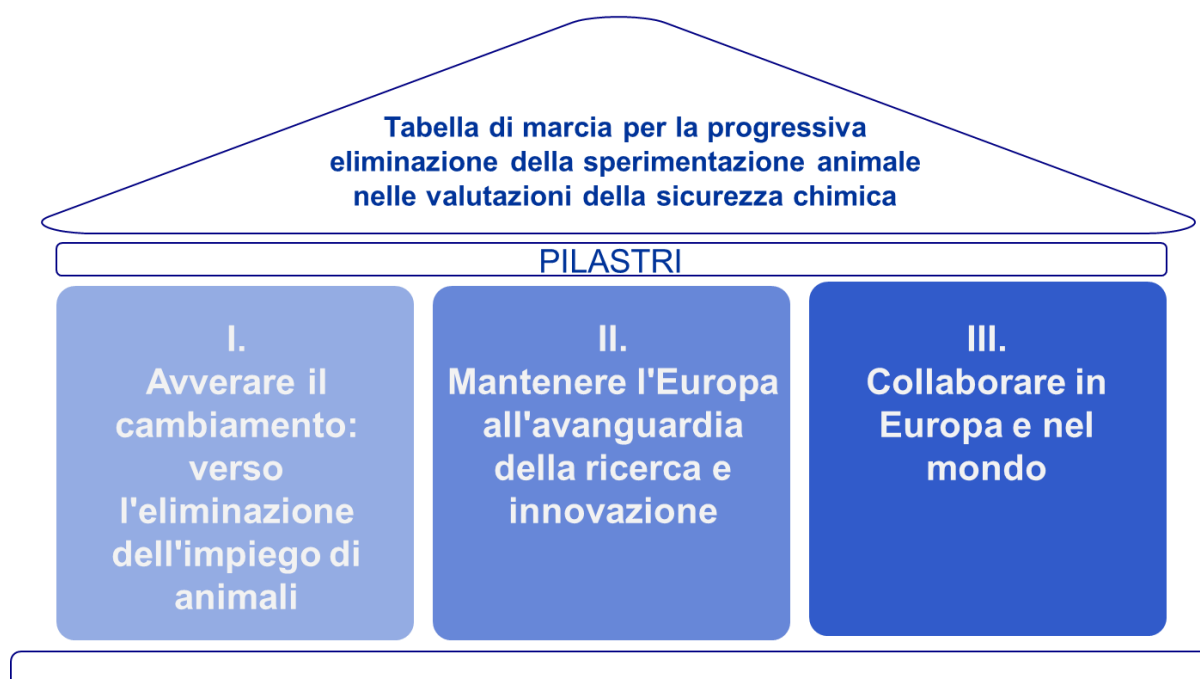 Tabella di marcia per la progressiva
eliminazione della sperimentazione animale
nelle valutazioni della sicurezza chimica
PILASTRI
I.
Avverare il
cambiamento:
verso
l'eliminazione
dell'impiego di
animali
II.
Mantenere l'Europa
all'avanguardia
della ricerca e
innovazione
III.
Collaborare in
Europa e nel
mondo